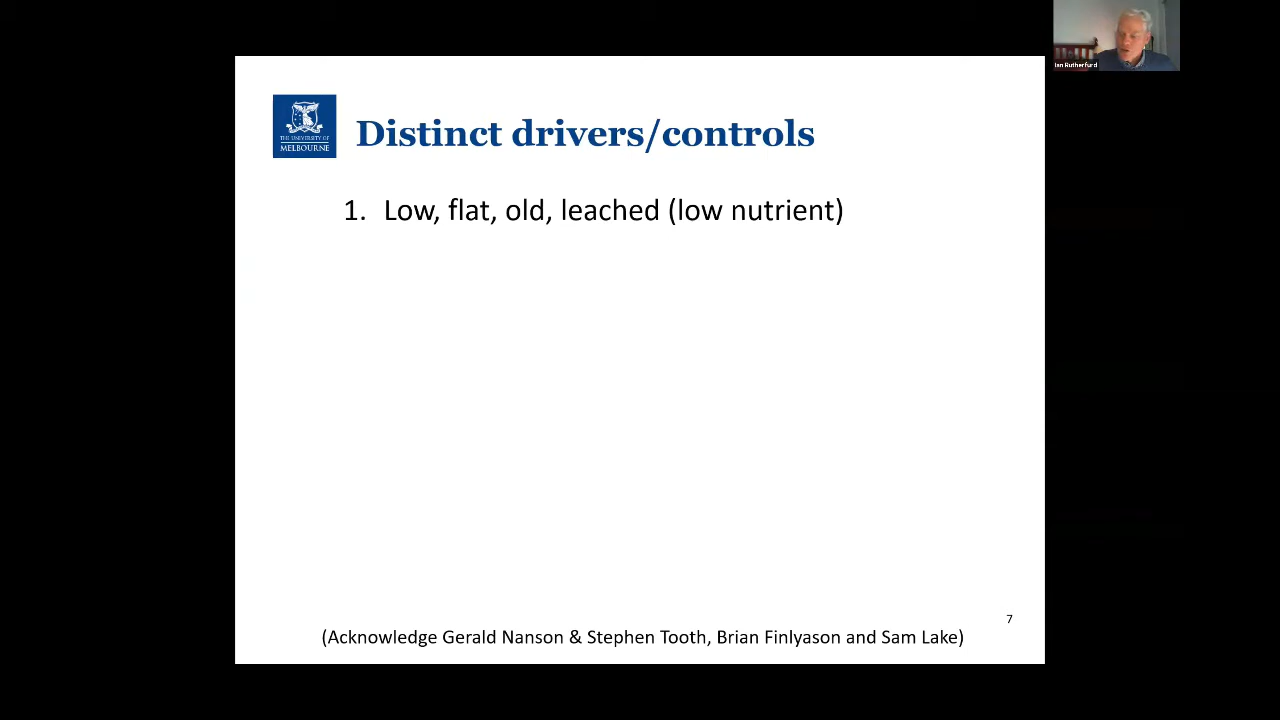 Ian Rutherfurd
THE UNIVERSITY OF
MELBOURNE
Distinct drivers/controls
1. Low, flat, old, leached (low nutrient)
7
(Acknowledge Gerald Nanson & Stephen Tooth, Brian Finlyason and Sam Lake)